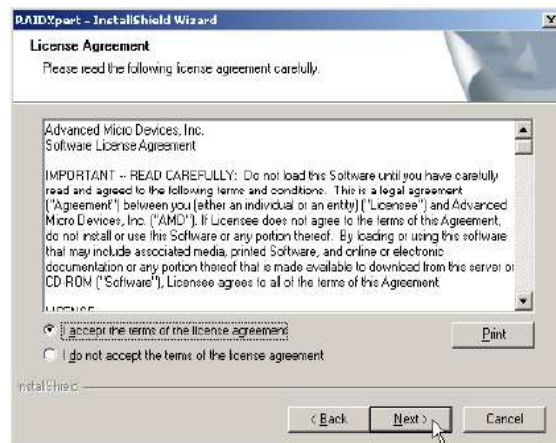 RAIDXpert - InstallShield Wizard
License Agreement
Please read the following license agreement carefully.
Advanced Micro Devices, Inc.
Software License Agreement
IMPORTANT -- READ CAREFULLY: Do not load this Software until you have carefully
read and agreed to the following terms and conditions. This is a legal agreement
("Agreement") between you (either an individual or an entity) ("Licensee") and Advanced
Micro Devices, Inc. ("AMD"). If Licensee does not agree to the terms of this Agreement,
do not install or use this Software or any portion thereof. By loading or using this software
that may include associated media, printed Software, and online or electronic
documentation or any portion thereof that is made available to download from this server or
CD-ROM ("Software"), Licensee agrees to all of the terms of this Agreement
LICENSE
I accept the terms of the license agreement
Print
I do not accept the terms of the license agreement
InstallShield
< Back
Next >
Cancel